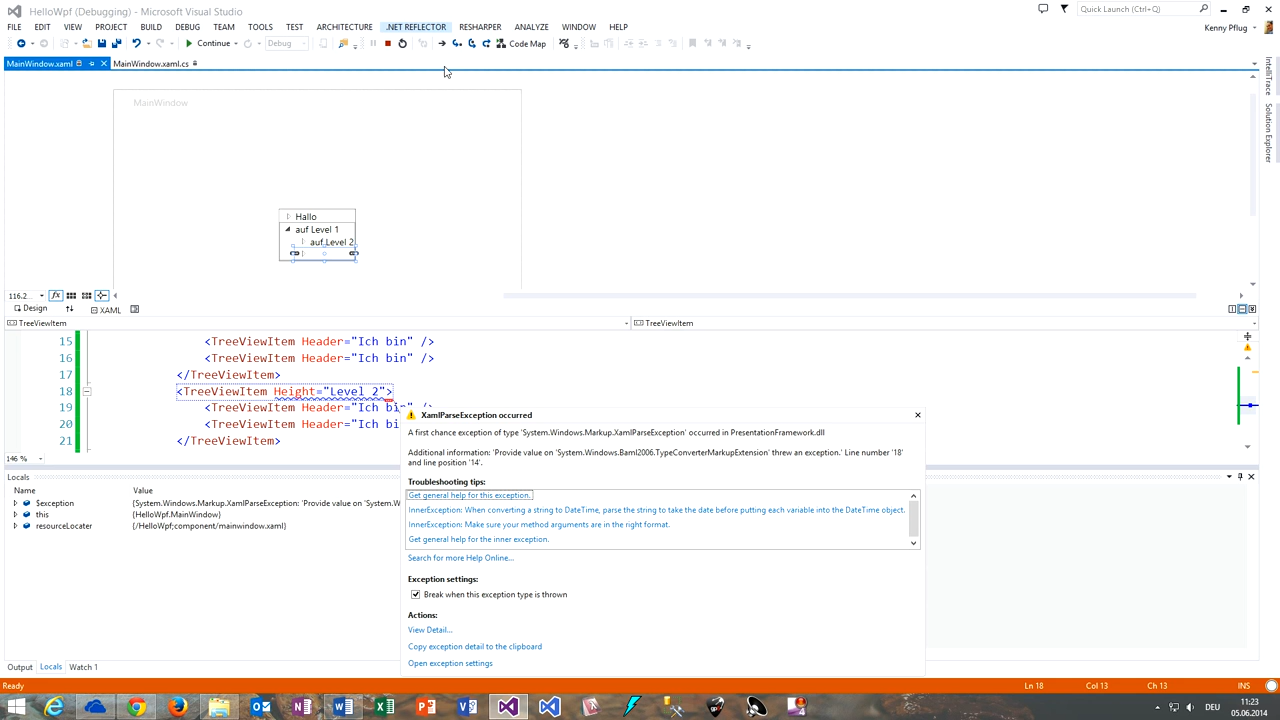 HelloWpf (Debugging) - Microsoft Visual Studio
Quick Launch (Ctrl+Q)
FILE EDIT VIEW PROJECT BUILD DEBUG TEAM TOOLS TEST ARCHITECTURE .NET REFLECTOR RESHARPER ANALYZE WINDOW HELP
Kenny Pflug
Continue Debug Code Map
MainWindow.xaml MainWindow.xaml.cs
IntelliTrace
Solution Explorer
MainWindow
Hallo
auf Level 1
auf Level 2
116.2...
Design XAML
TreeViewItem TreeViewItem
15 <TreeViewItem Header="Ich bin" />
16 <TreeViewItem Header="Ich bin" />
17 </TreeViewItem>
18 <TreeViewItem Height="Level 2">
19 <TreeViewItem Header="Ich bin" />
20 <TreeViewItem Header="Ich bi
21 </TreeViewItem>
146 %
XamlParseException occurred
A first chance exception of type 'System.Windows.Markup.XamlParseException' occurred in PresentationFramework.dll
Additional information: 'Provide value on 'System.Windows.Baml2006.TypeConverterMarkupExtension' threw an exception.' Line number '18'
and line position '14'.
Troubleshooting tips:
Get general help for this exception.
InnerException: When converting a string to DateTime, parse the string to take the date before putting each variable into the DateTime object.
InnerException: Make sure your method arguments are in the right format.
Get general help for the inner exception.
Search for more Help Online...
Exception settings:
Break when this exception type is thrown
Actions:
View Detail...
Copy exception detail to the clipboard
Open exception settings
Locals
Name Value
$exception {System.Windows.Markup.XamlParseException: 'Provide value on 'System.W
this {HelloWpf.MainWindow}
resourceLocater {/HelloWpf;component/mainwindow.xaml}
Output Locals Watch 1
Ready Ln 18 Col 13 Ch 13 INS
DEU
11:23
05.06.2014